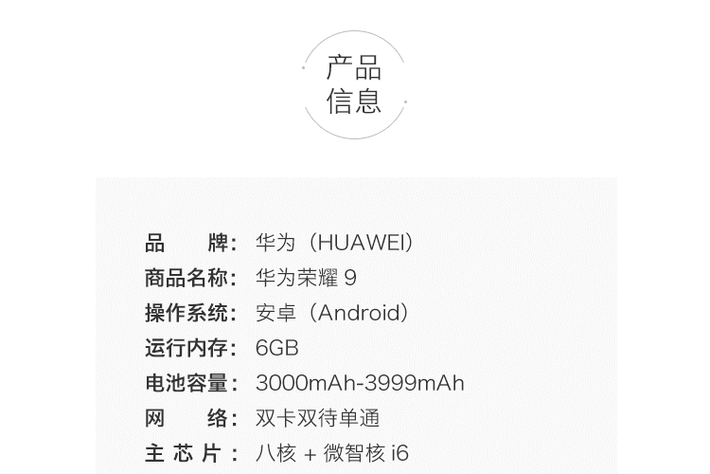 产品
信息
品牌：华为（HUAWEI）
商品名称：华为荣耀 9
操作系统：安卓（Android）
运行内存：6GB
电池容量：3000mAh-3999mAh
网络：双卡双待单通
主芯片：八核 + 微智核 i6